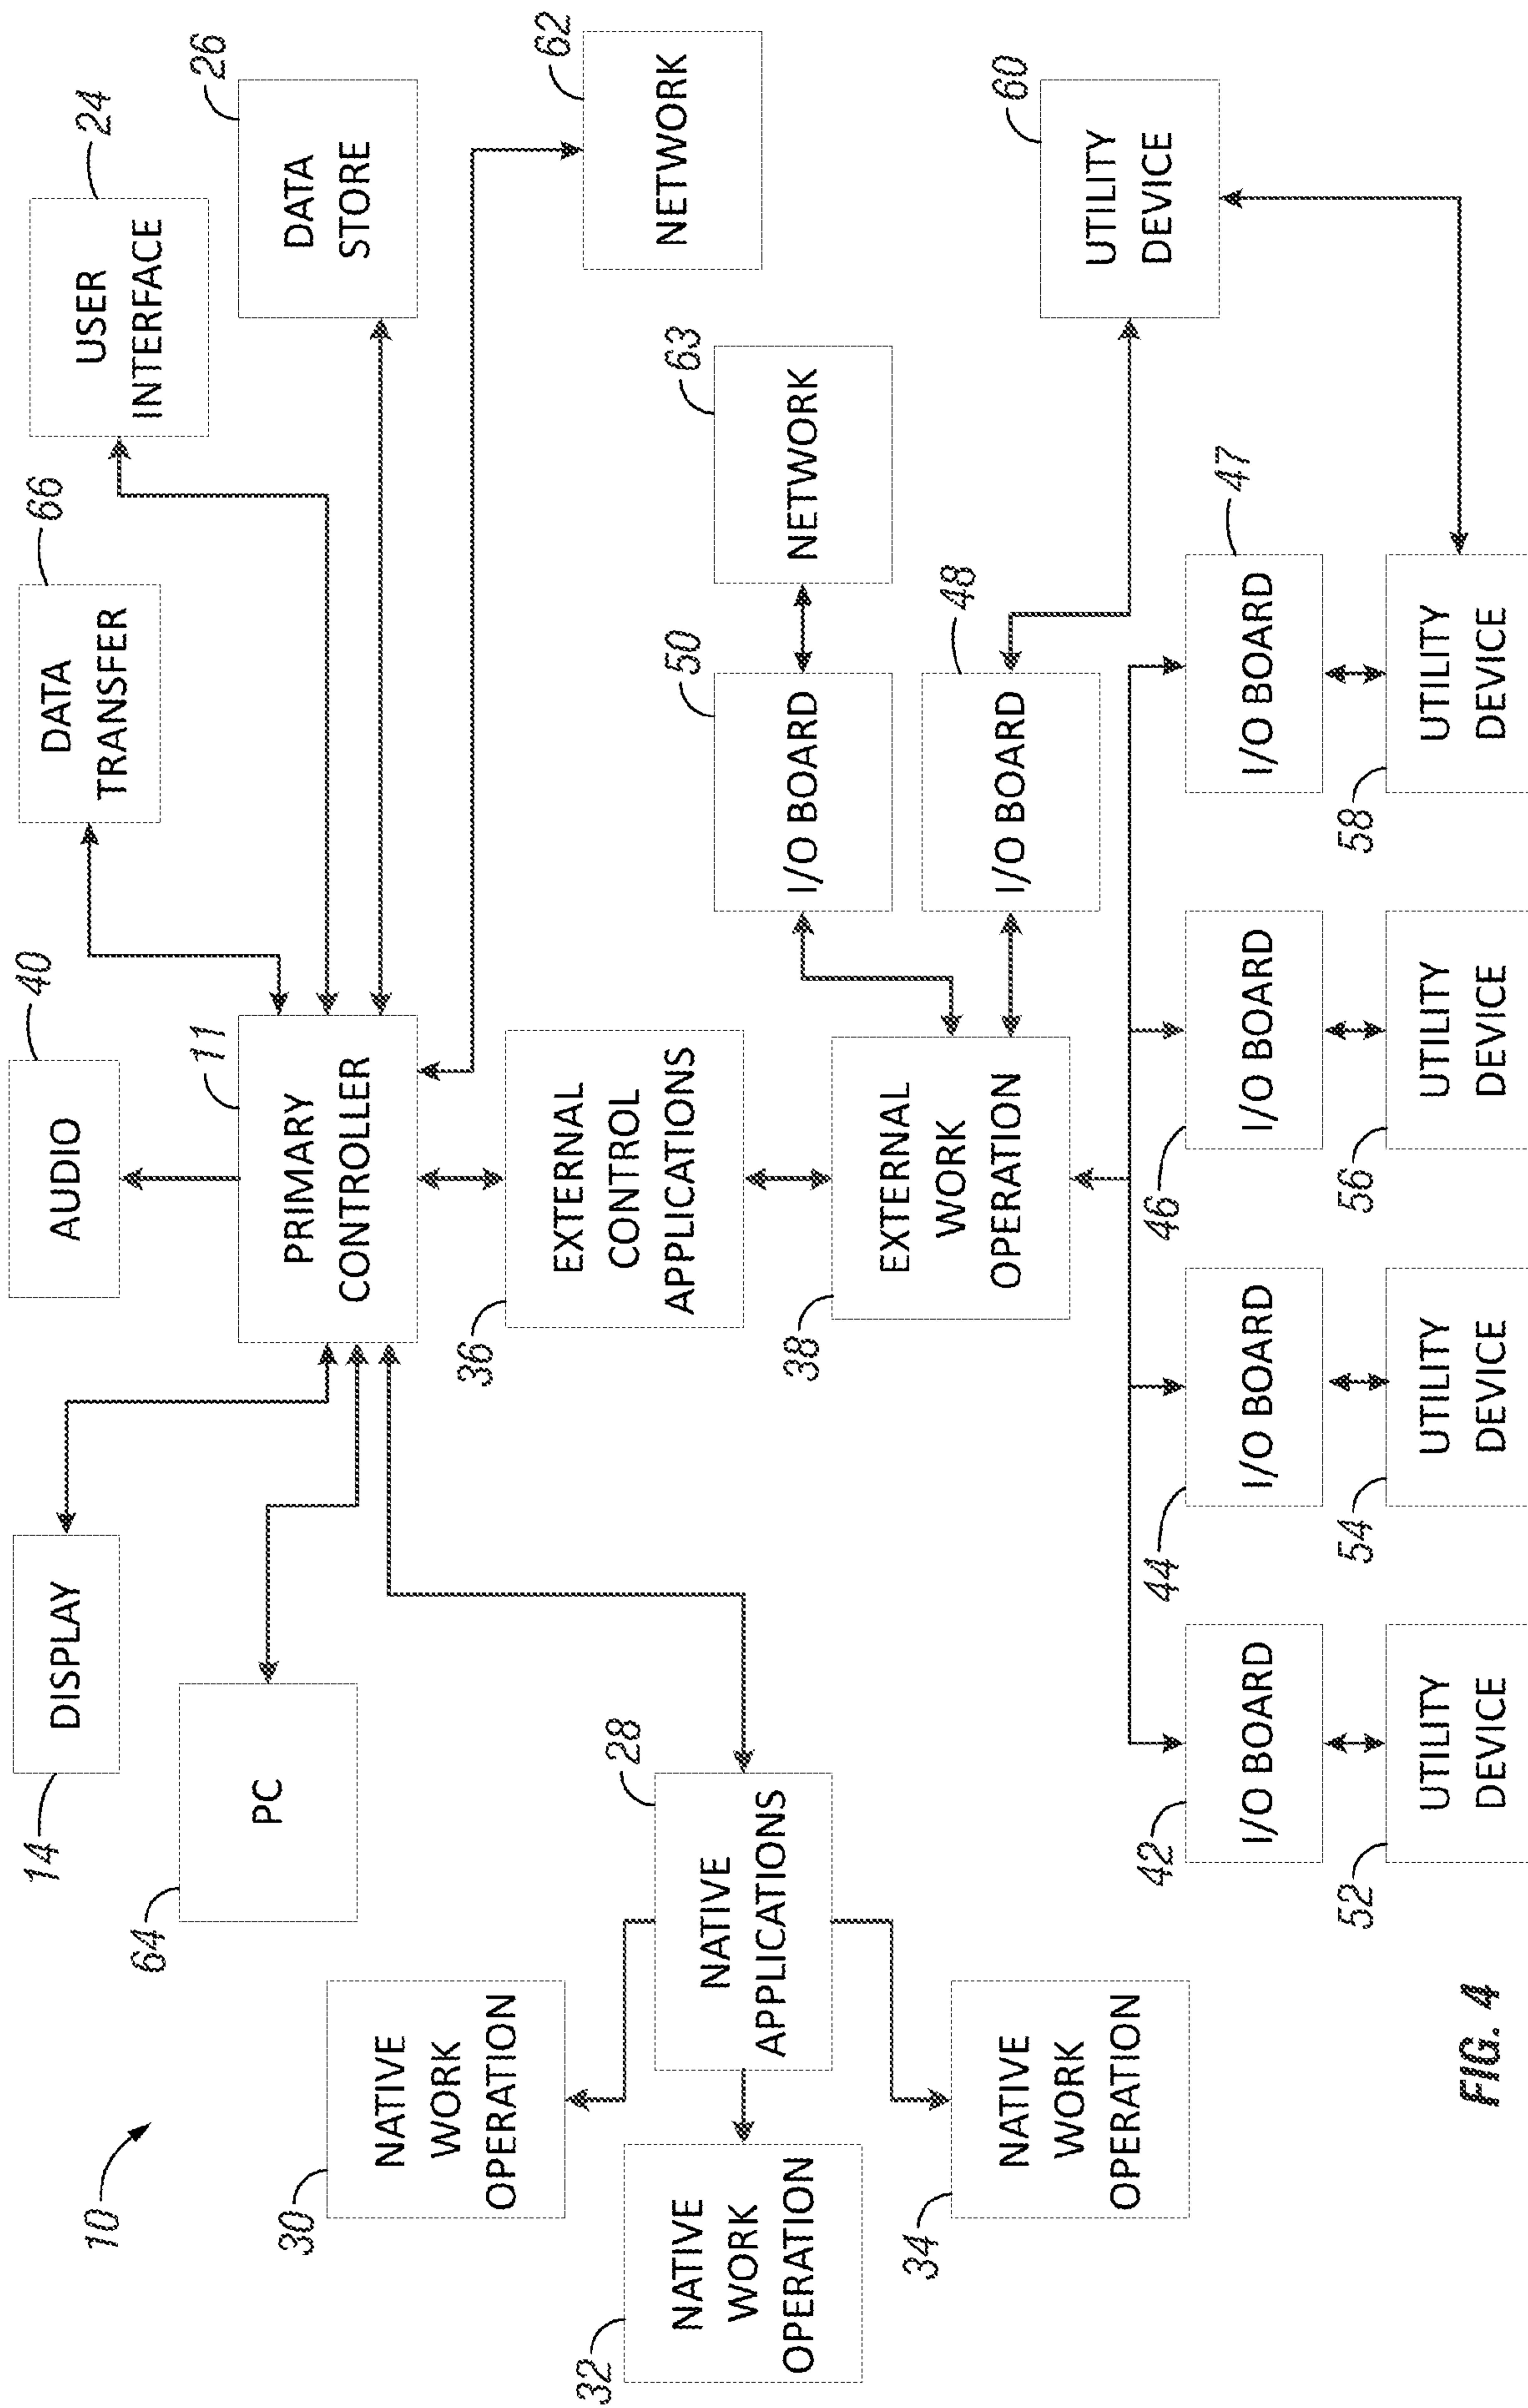 10
14
DISPLAY
40
AUDIO
66
DATA
TRANSFER
24
USER
INTERFACE
64
PC
11
PRIMARY
CONTROLLER
26
DATA
STORE
30
NATIVE
WORK
OPERATION
36
EXTERNAL
CONTROL
APPLICATIONS
62
NETWORK
32
NATIVE
WORK
OPERATION
28
NATIVE
APPLICATIONS
50
I/O BOARD
63
NETWORK
34
NATIVE
WORK
OPERATION
38
EXTERNAL
WORK
OPERATION
48
I/O BOARD
60
UTILITY
DEVICE
42
I/O BOARD
44
I/O BOARD
46
I/O BOARD
47
I/O BOARD
52
UTILITY
DEVICE
54
UTILITY
DEVICE
56
UTILITY
DEVICE
58
UTILITY
DEVICE
FIG. 4